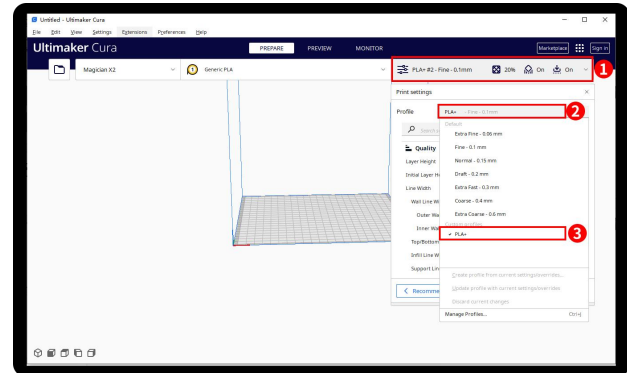 Untitled - Ultimaker Cura
File Edit View Settings Extensions Preferences Help
Ultimaker Cura
PREPARE PREVIEW MONITOR
Marketplace Sign in
Magician X2
1 Generic PLA
PLA+ #2 - Fine - 0.1mm 20% On On
1
Print settings
Profile
PLA+ - Fine - 0.1mm
2
Search
Default
Extra Fine - 0.06 mm
Quality
Fine - 0.1 mm
Layer Height
Normal - 0.15 mm
Initial Layer H
Draft - 0.2 mm
Line Width
Extra Fast - 0.3 mm
Wall Line W
Coarse - 0.4 mm
Outer Wa
Extra Coarse - 0.6 mm
Inner Wa
Custom profiles
PLA+
3
Top/Bottom
Infill Line W
Support Lin
Create profile from current settings/overrides...
Update profile with current settings/overrides
Discard current changes
Recomme
Manage Profiles... Ctrl+J